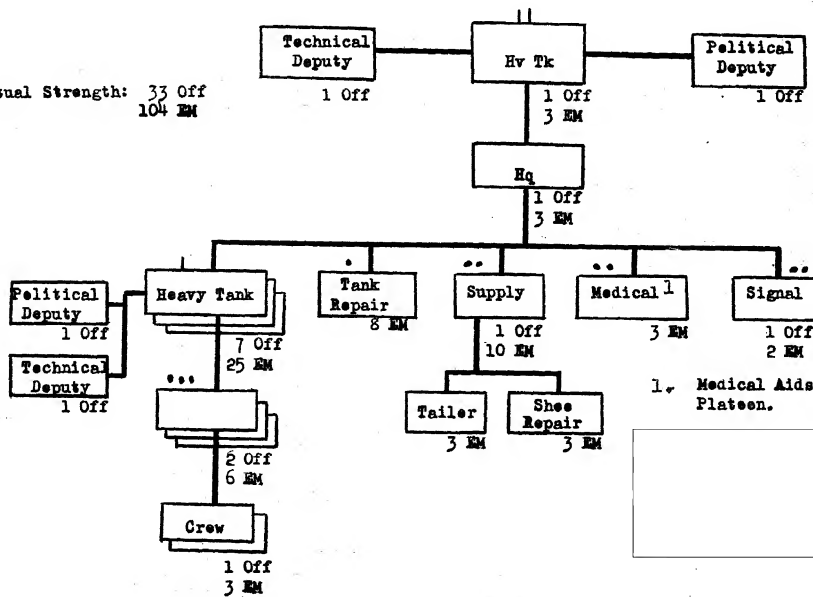 Technical
Deputy
1 Off
Hv Tk
1 Off
3 EM
Political
Deputy
1 Off
sual Strength: 33 Off
104 EM
Hq
1 Off
3 EM
Political
Deputy
1 Off
Technical
Deputy
1 Off
Heavy Tank
7 Off
25 EM
2 Off
6 EM
Crew
1 Off
3 EM
Tank
Repair
8 EM
Supply
1 Off
10 EM
Tailer
3 EM
Shee
Repair
3 EM
Medical 1
3 EM
Signal
1 Off
2 EM
1. Medical Aids
Plateen.